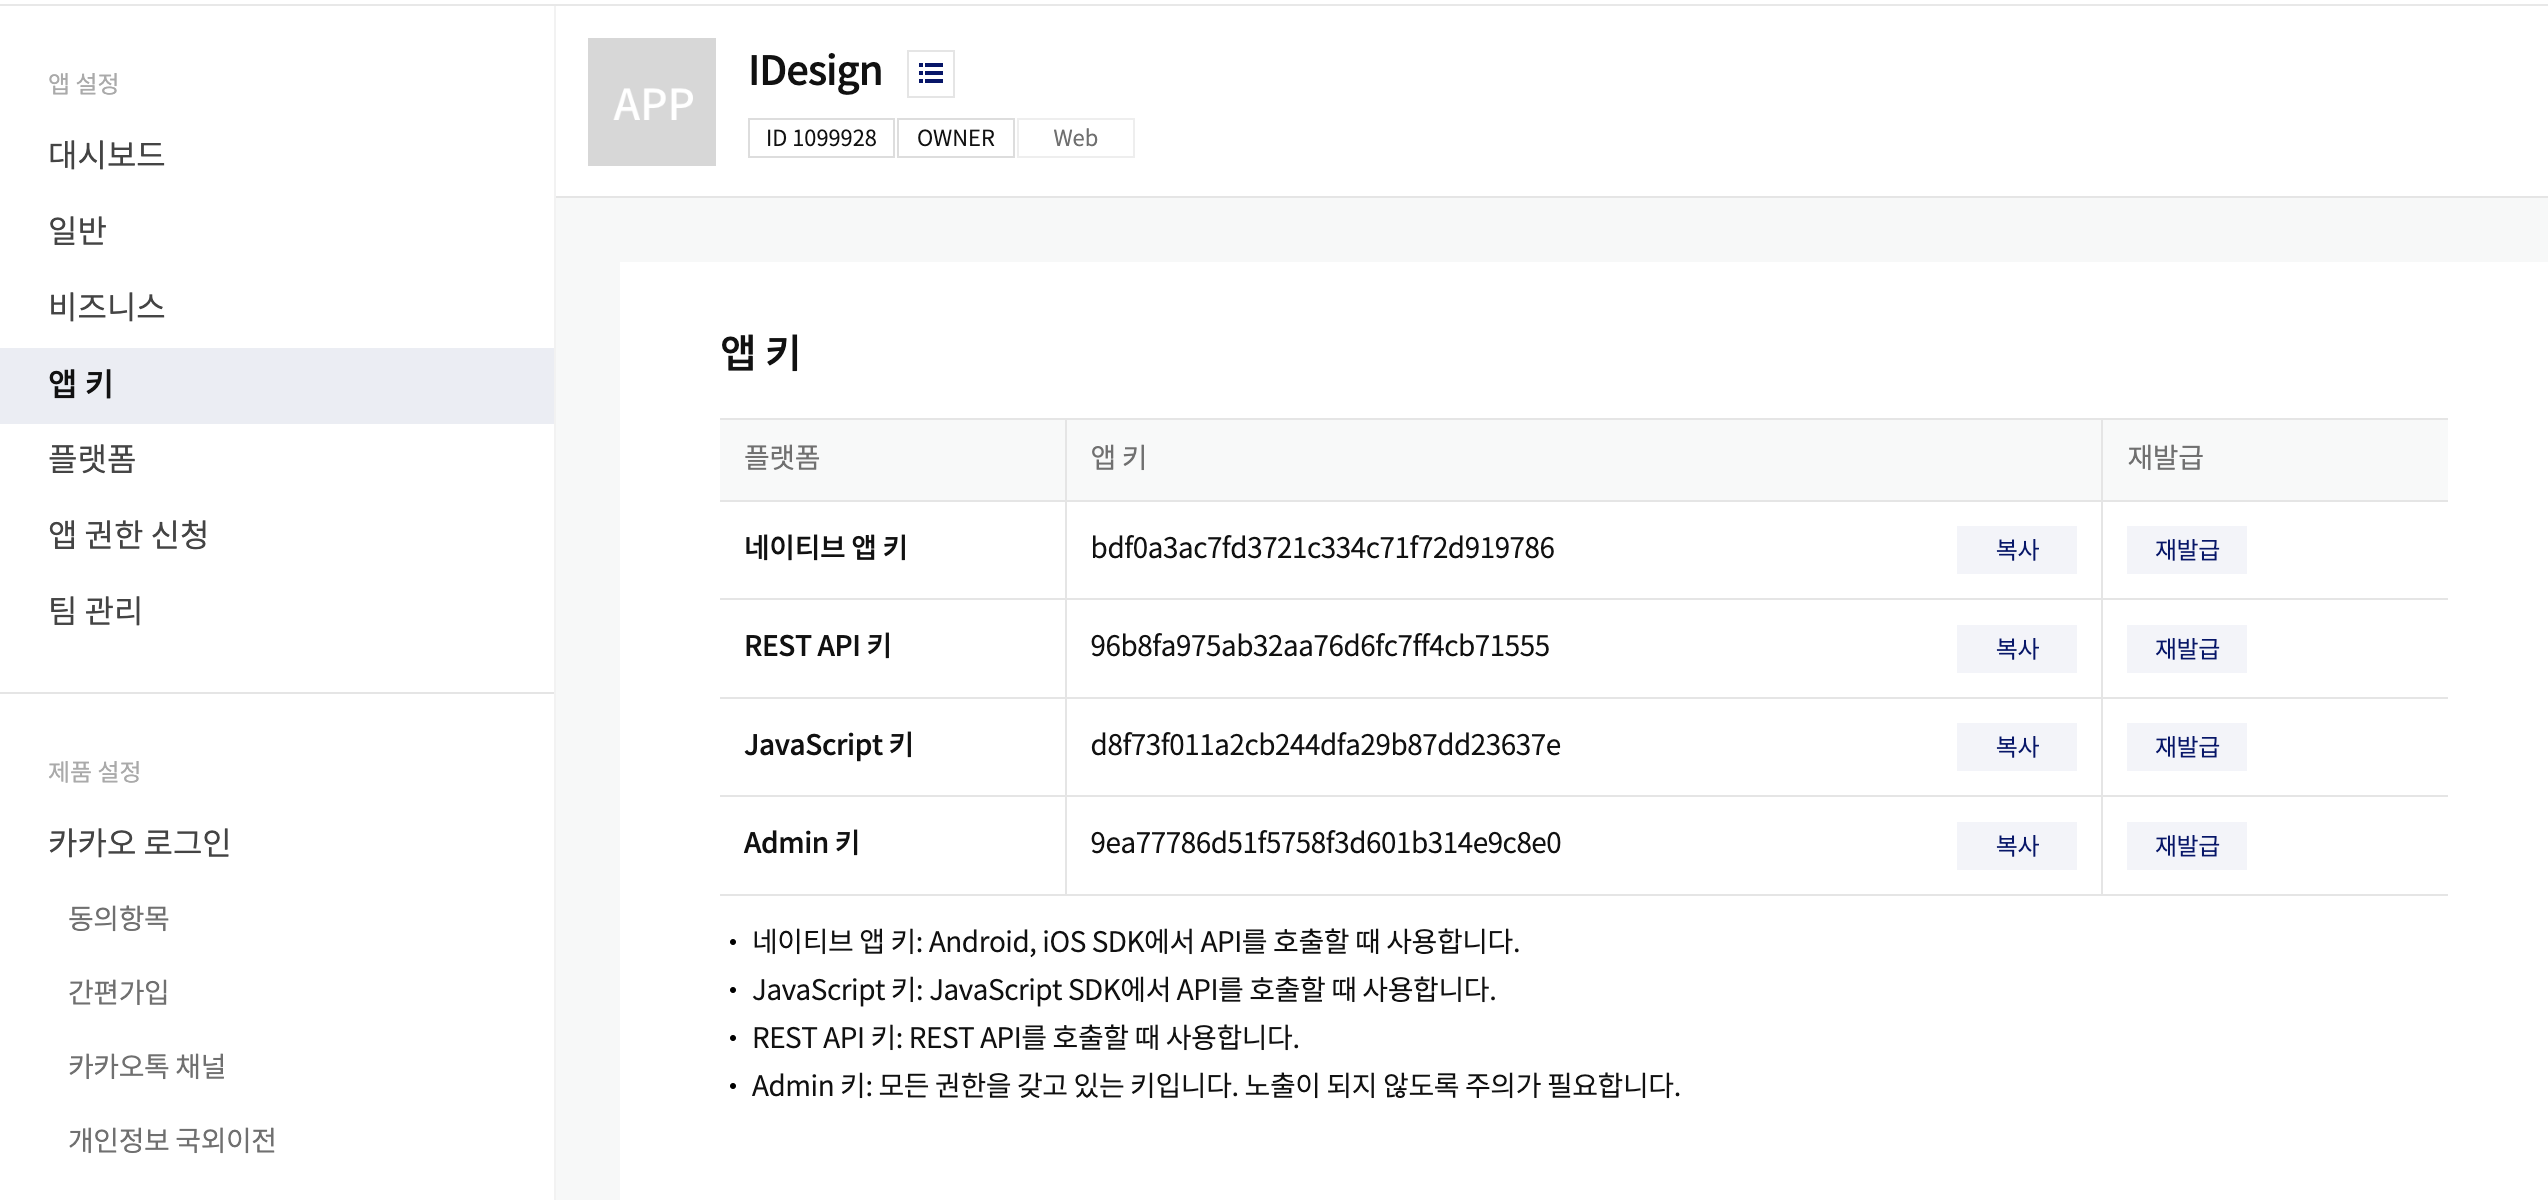 앱 설정
대시보드
일반
비즈니스
앱 키
플랫폼
앱 권한 신청
팀 관리
제품 설정
카카오 로그인
동의항목
간편가입
카카오톡 채널
개인정보 국외이전
APP
IDesign
ID 1099928 OWNER Web
앱 키
플랫폼 앱 키 재발급
네이티브 앱 키 bdf0a3ac7fd3721c334c71f72d919786 복사 재발급
REST API 키 96b8fa975ab32aa76d6fc7ff4cb71555 복사 재발급
JavaScript 키 d8f73f011a2cb244dfa29b87dd23637e 복사 재발급
Admin 키 9ea77786d51f5758f3d601b314e9c8e0 복사 재발급
• 네이티브 앱 키: Android, iOS SDK에서 API를 호출할 때 사용합니다.
• JavaScript 키: JavaScript SDK에서 API를 호출할 때 사용합니다.
• REST API 키: REST API를 호출할 때 사용합니다.
• Admin 키: 모든 권한을 갖고 있는 키입니다. 노출이 되지 않도록 주의가 필요합니다.